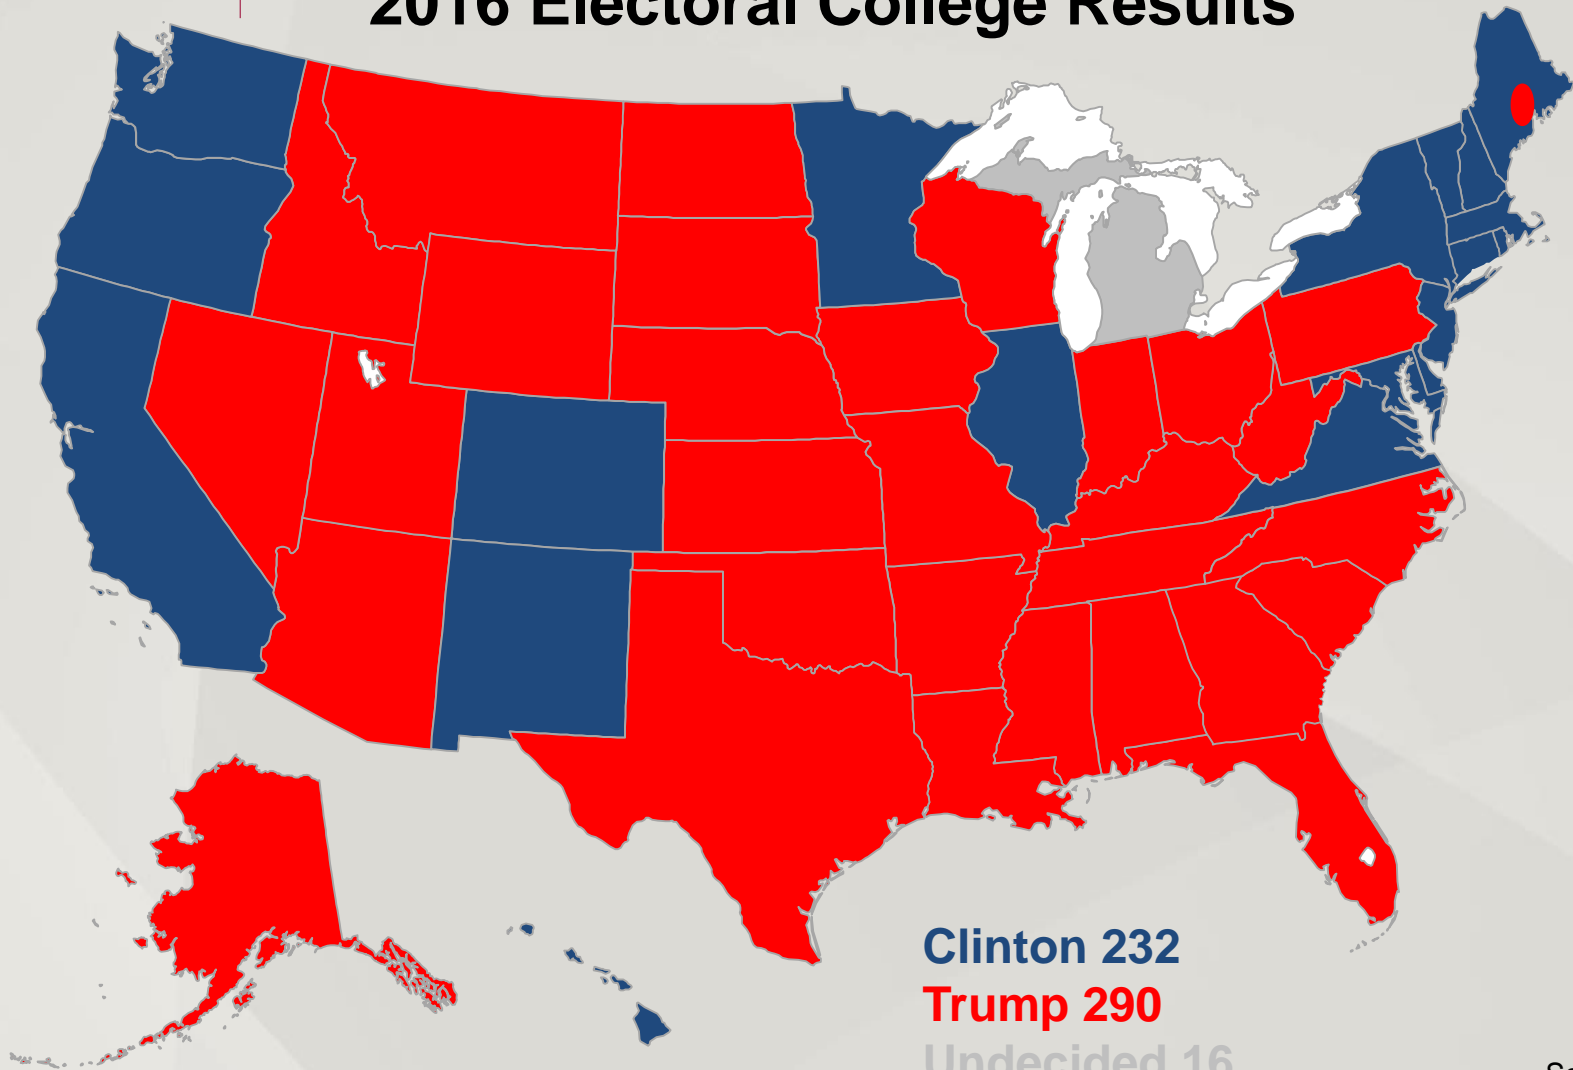 2016 Electoral College Results
Clinton 232
Trump 290
Undecided 16